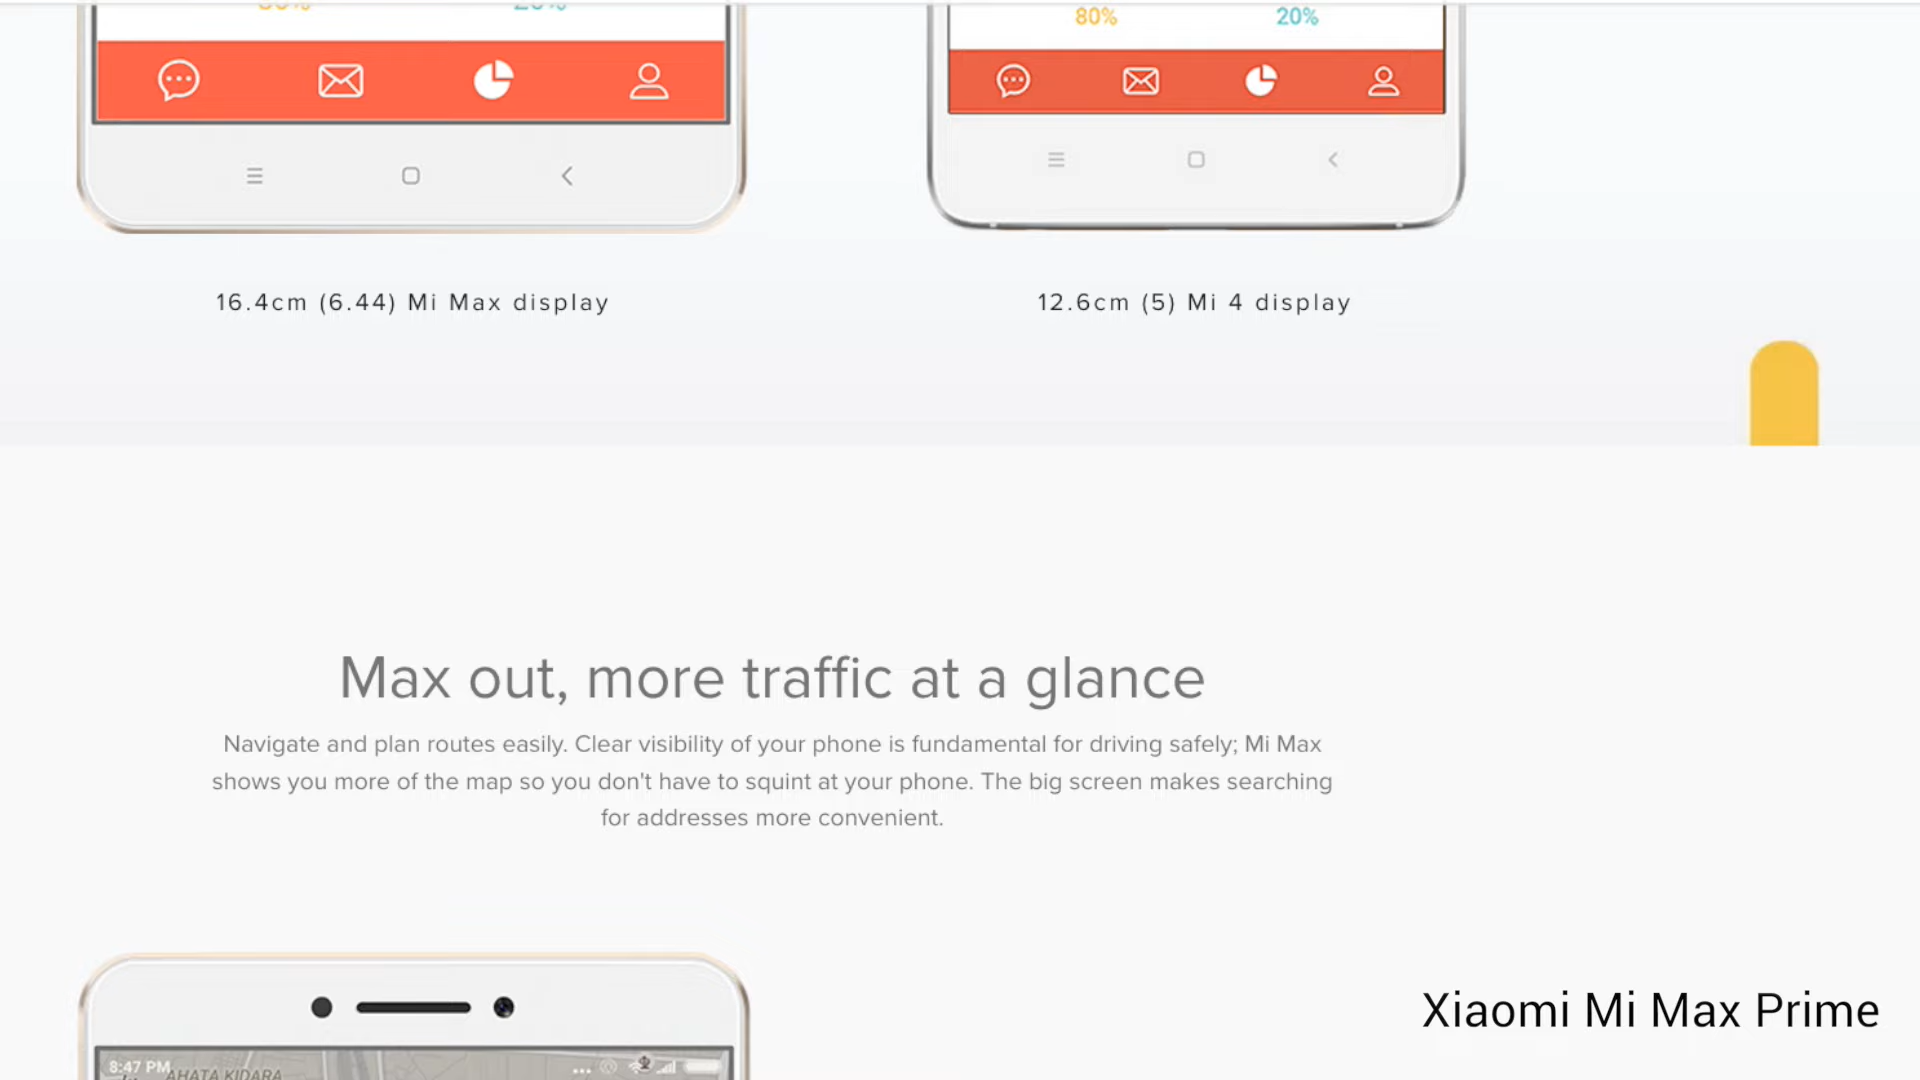 80% 20%
16.4cm (6.44) Mi Max display
12.6cm (5) Mi 4 display
Max out, more traffic at a glance
Navigate and plan routes easily. Clear visibility of your phone is fundamental for driving safely; Mi Max
shows you more of the map so you don't have to squint at your phone. The big screen makes searching
for addresses more convenient.
Xiaomi Mi Max Prime
8:47 PM
AHATA KIDARA